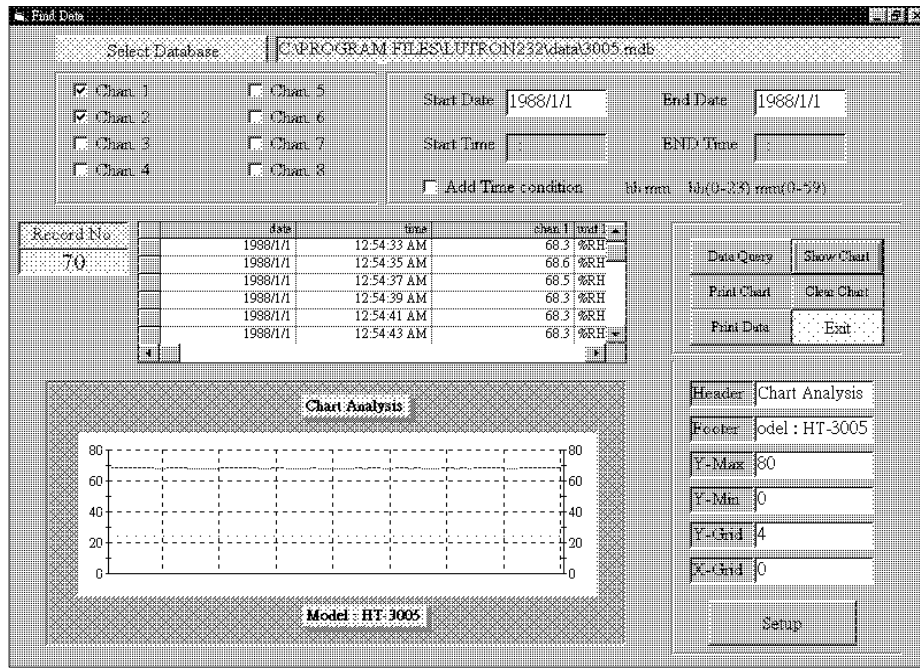 Find Data
Select Database C:\PROGRAM FILES\LUTRON232\data\3005.mdb
Chan. 1 Chan. 5
Chan. 2 Chan. 6
Chan. 3 Chan. 7
Chan. 4 Chan. 8
Start Date 1988/1/1 End Date 1988/1/1
Start Time : END Time :
Add Time condition hh:mm hh(0-23) mm(0-59)
Record No
70
date time chan 1 unit 1
1988/1/1 12:54:33 AM 68.3 %RH
1988/1/1 12:54:35 AM 68.6 %RH
1988/1/1 12:54:37 AM 68.5 %RH
1988/1/1 12:54:39 AM 68.3 %RH
1988/1/1 12:54:41 AM 68.3 %RH
1988/1/1 12:54:43 AM 68.3 %RH
Data Query Show Chart
Print Chart Clear Chart
Print Data Exit
Chart Analysis
80 80
60 60
40 40
20 20
0 0
Model : HT-3005
Header Chart Analysis
Footer odel : HT-3005
Y-Max 80
Y-Min 0
Y-Grid 4
X-Grid 0
Setup